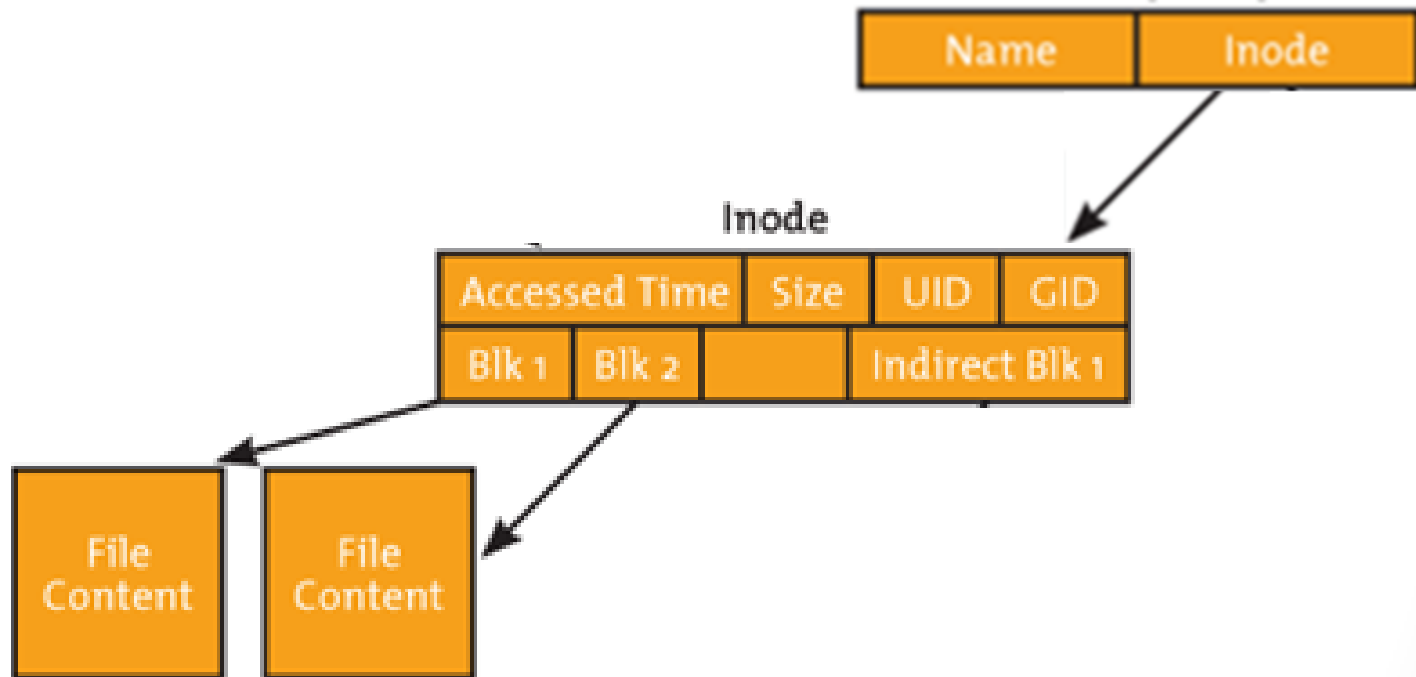 Name Inode
Inode
Accessed Time Size UID GID
Blk 1 Blk 2 Indirect Blk 1
File File
Content Content